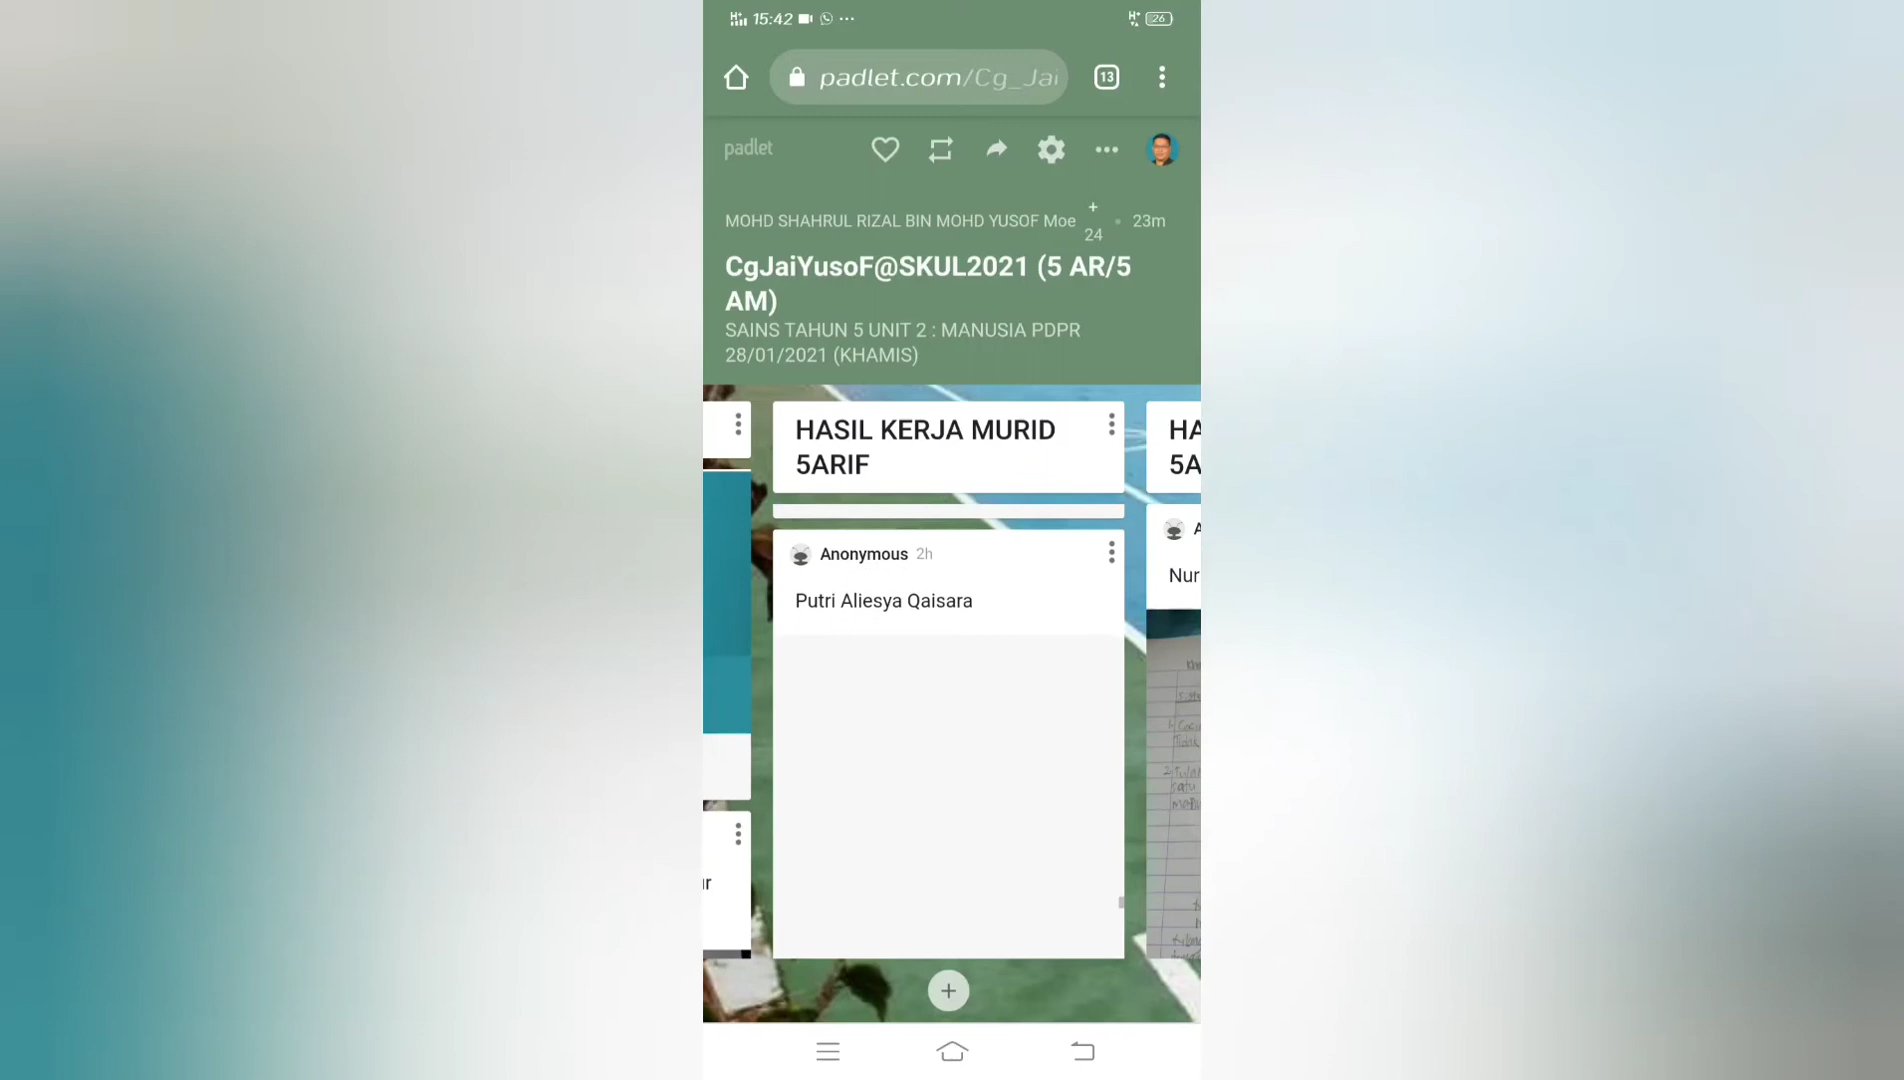 15:42
26
padlet.com/Cg_Jai
13
padlet
MOHD SHAHRUL RIZAL BIN MOHD YUSOF Moe + 24 • 23m
CgJaiYusoF@SKUL2021 (5 AR/5
AM)
SAINS TAHUN 5 UNIT 2 : MANUSIA PDPR
28/01/2021 (KHAMIS)
HASIL KERJA MURID
5ARIF
HA
5A
Anonymous 2h
A
Putri Aliesya Qaisara
Nur
satu